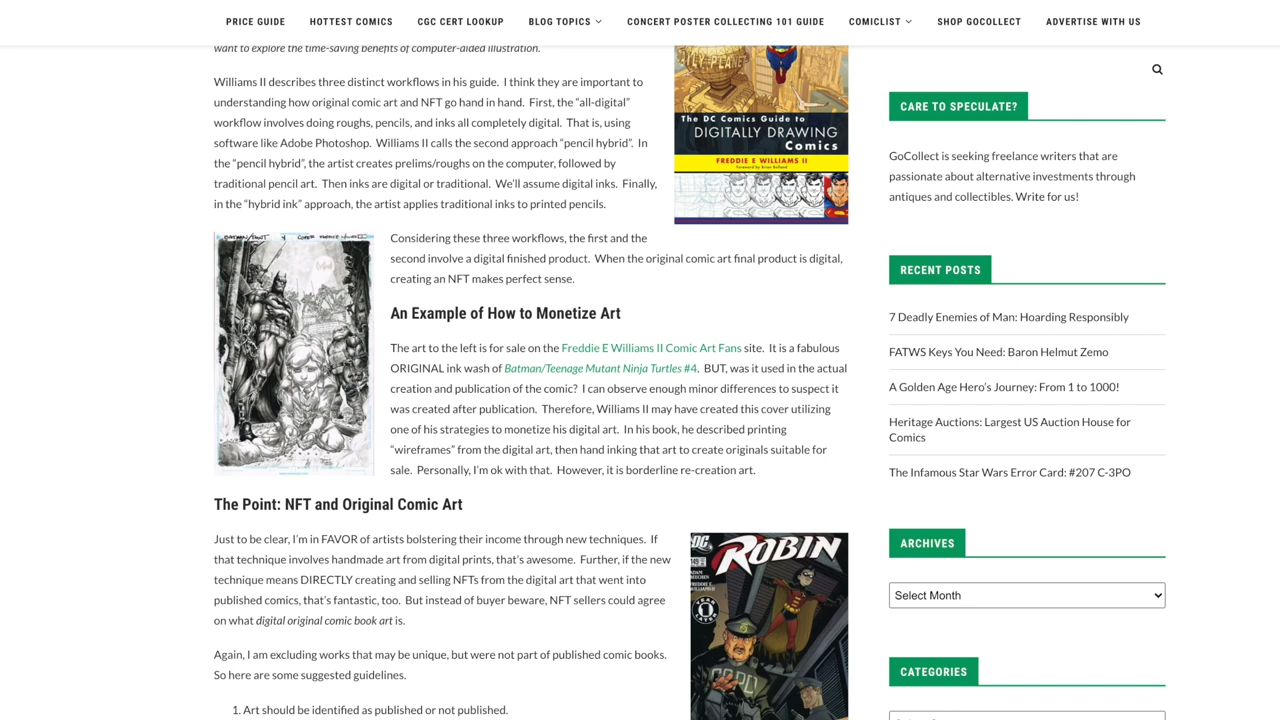 PRICE GUIDE
HOTTEST COMICS
CGC CERT LOOKUP
BLOG TOPICS
CONCERT POSTER COLLECTING 101 GUIDE
COMICLIST
SHOP GOCOLLECT
ADVERTISE WITH US
want to explore the time-saving benefits of computer-aided illustration.
Williams II describes three distinct workflows in his guide.  I think they are important to
understanding how original comic art and NFT go hand in hand.  First, the “all-digital”
workflow involves doing roughs, pencils, and inks all completely digital.  That is, using
software like Adobe Photoshop.  Williams II calls the second approach “pencil hybrid”.  In
the “pencil hybrid”, the artist creates prelims/roughs on the computer, followed by
traditional pencil art.  Then inks are digital or traditional.  We’ll assume digital inks.  Finally,
in the “hybrid ink” approach, the artist applies traditional inks to printed pencils.
The DC Comics Guide to
DIGITALLY DRAWING
Comics
FREDDIE E WILLIAMS II
Foreword by Brian Bolland
Considering these three workflows, the first and the
second involve a digital finished product.  When the original comic art final product is digital,
creating an NFT makes perfect sense.
An Example of How to Monetize Art
The art to the left is for sale on the Freddie E Williams II Comic Art Fans site.  It is a fabulous
ORIGINAL ink wash of Batman/Teenage Mutant Ninja Turtles #4.  BUT, was it used in the actual
creation and publication of the comic?  I can observe enough minor differences to suspect it
was created after publication.  Therefore, Williams II may have created this cover utilizing
one of his strategies to monetize his digital art.  In his book, he described printing
“wireframes” from the digital art, then hand inking that art to create originals suitable for
sale.  Personally, I’m ok with that.  However, it is borderline re-creation art.
The Point: NFT and Original Comic Art
Just to be clear, I’m in FAVOR of artists bolstering their income through new techniques.  If
that technique involves handmade art from digital prints, that’s awesome.  Further, if the new
technique means DIRECTLY creating and selling NFTs from the digital art that went into
published comics, that’s fantastic, too.  But instead of buyer beware, NFT sellers could agree
on what digital original comic book art is.
Again, I am excluding works that may be unique, but were not part of published comic books.
So here are some suggested guidelines.
1. Art should be identified as published or not published.
DC
ROBIN
149
CARE TO SPECULATE?
GoCollect is seeking freelance writers that are
passionate about alternative investments through
antiques and collectibles. Write for us!
RECENT POSTS
7 Deadly Enemies of Man: Hoarding Responsibly
FATWS Keys You Need: Baron Helmut Zemo
A Golden Age Hero’s Journey: From 1 to 1000!
Heritage Auctions: Largest US Auction House for
Comics
The Infamous Star Wars Error Card: #207 C-3PO
ARCHIVES
Select Month
CATEGORIES